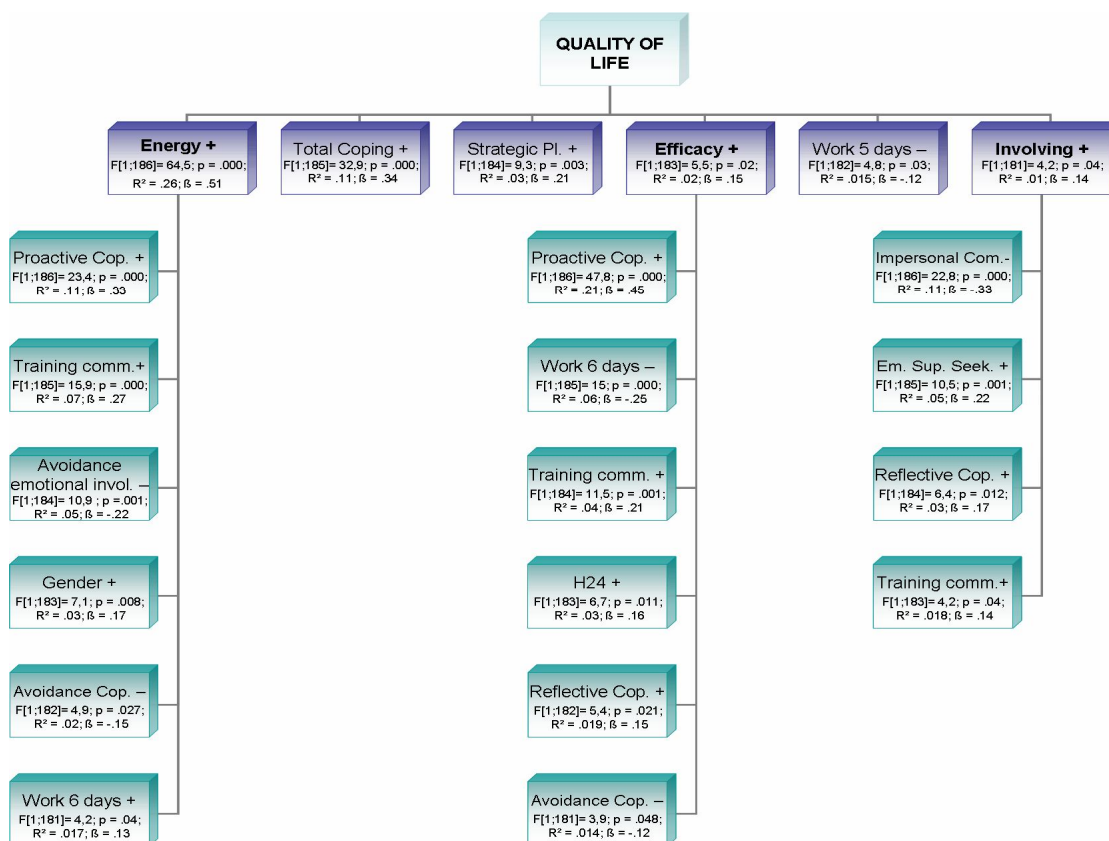 QUALITY OF
LIFE
Energy +
F[1;186]= 64,5; p = .000;
R² = .26; ß = .51
Total Coping +
F[1;185]= 32,9; p = .000;
R² = .11; ß = .34
Strategic Pl. +
F[1;184]= 9,3; p = .003;
R² = .03; ß = .21
Efficacy +
F[1;183]= 5,5; p = .02;
R² = .02; ß = .15
Work 5 days –
F[1;182]= 4,8; p = .03;
R² = .015; ß = -.12
Involving +
F[1;181]= 4,2; p = .04;
R² = .01; ß = .14
Proactive Cop. +
F[1;186]= 23,4; p = .000;
R² = .11; ß = .33
Training comm.+
F[1;185]= 15,9; p = .000;
R² = .07; ß = .27
Avoidance
emotional invol. –
F[1;184]= 10,9 ; p =.001;
R² = .05; ß = -.22
Gender +
F[1;183]= 7,1; p = .008;
R² = .03; ß = .17
Avoidance Cop. –
F[1;182]= 4,9; p = .027;
R² = .02; ß = -.15
Work 6 days +
F[1;181]= 4,2; p = .04;
R² = .017; ß = .13
Proactive Cop. +
F[1;186]= 47,8; p = .000;
R² = .21; ß = .45
Work 6 days –
F[1;185]= 15; p = .000;
R² = .06; ß = -.25
Training comm. +
F[1;184]= 11,5; p = .001;
R² = .04; ß = .21
H24 +
F[1;183]= 6,7; p = .011;
R² = .03; ß = .16
Reflective Cop. +
F[1;182]= 5,4; p = .021;
R² = .019; ß = .15
Avoidance Cop. –
F[1;181]= 3,9; p = .048;
R² = .014; ß = -.12
Impersonal Com.-
F[1;186]= 22,8; p = .000;
R² = .11; ß = -.33
Em. Sup. Seek. +
F[1;185]= 10,5; p = .001;
R² = .05; ß = .22
Reflective Cop. +
F[1;184]= 6,4; p = .012;
R² = .03; ß = .17
Training comm.+
F[1;183]= 4,2; p = .04;
R² = .018; ß = .14